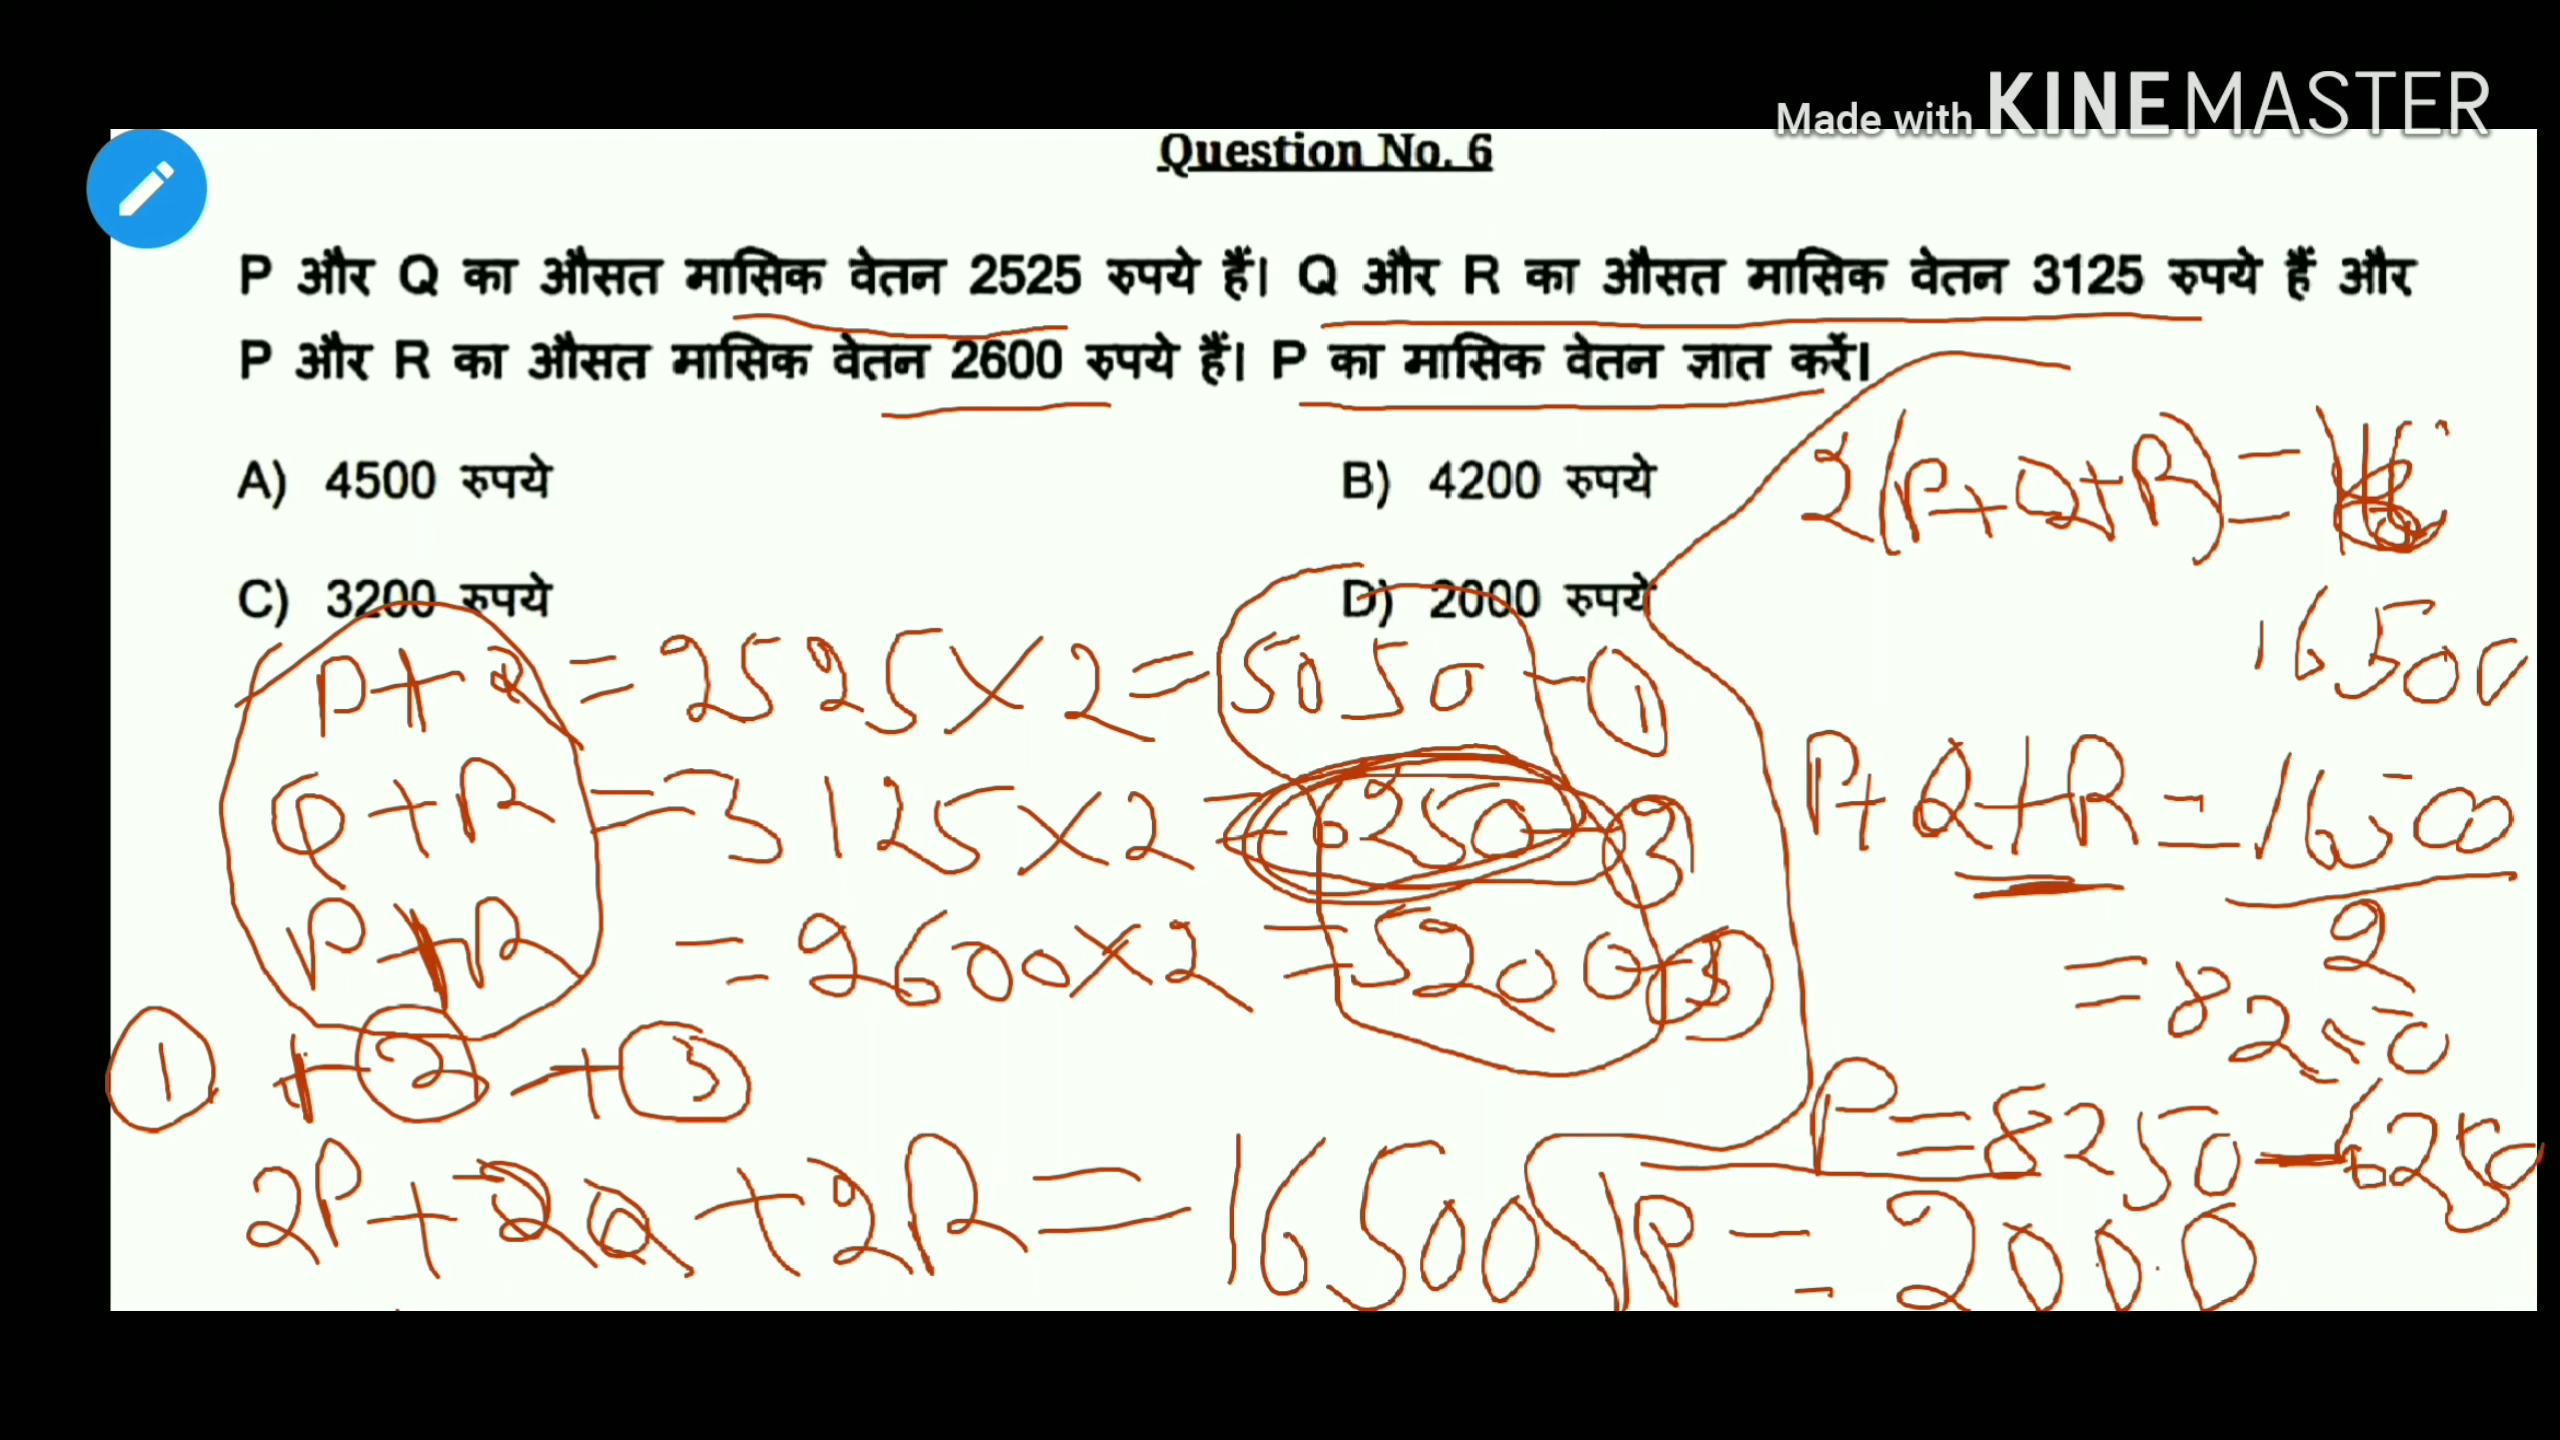 Made with KINEMASTER
Question No. 6
P और Q का औसत मासिक वेतन 2525 रुपये हैं। Q और R का औसत मासिक वेतन 3125 रुपये हैं और
P और R का औसत मासिक वेतन 2600 रुपये हैं। P का मासिक वेतन ज्ञात करें।
A) 4500 रुपये
B) 4200 रुपये
C) 3200 रुपये
D) 2000 रुपये
P+Q = 2525×2=5050-①
Q+R = 3125×2=6250-
P+R = 2600×2=5200-③
① + ② + ③
2P+2Q+2R=16500
2(P+Q+R)=
16500
P+Q+R=16500
2
=8250
P=8250-6250
P=2000